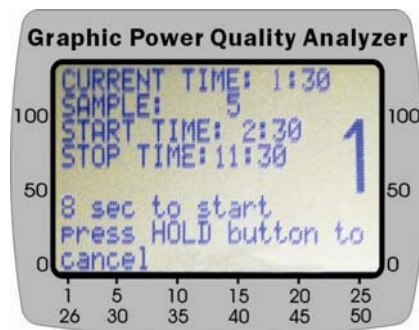 Graphic Power Quality Analyzer
CURRENT TIME: 1:30
SAMPLE: 5
START TIME: 2:30
STOP TIME:11:30
1
8 sec to start
press HOLD button to
cancel
100 100
50 50
0 0
1 5 10 15 20 25
26 30 35 40 45 50